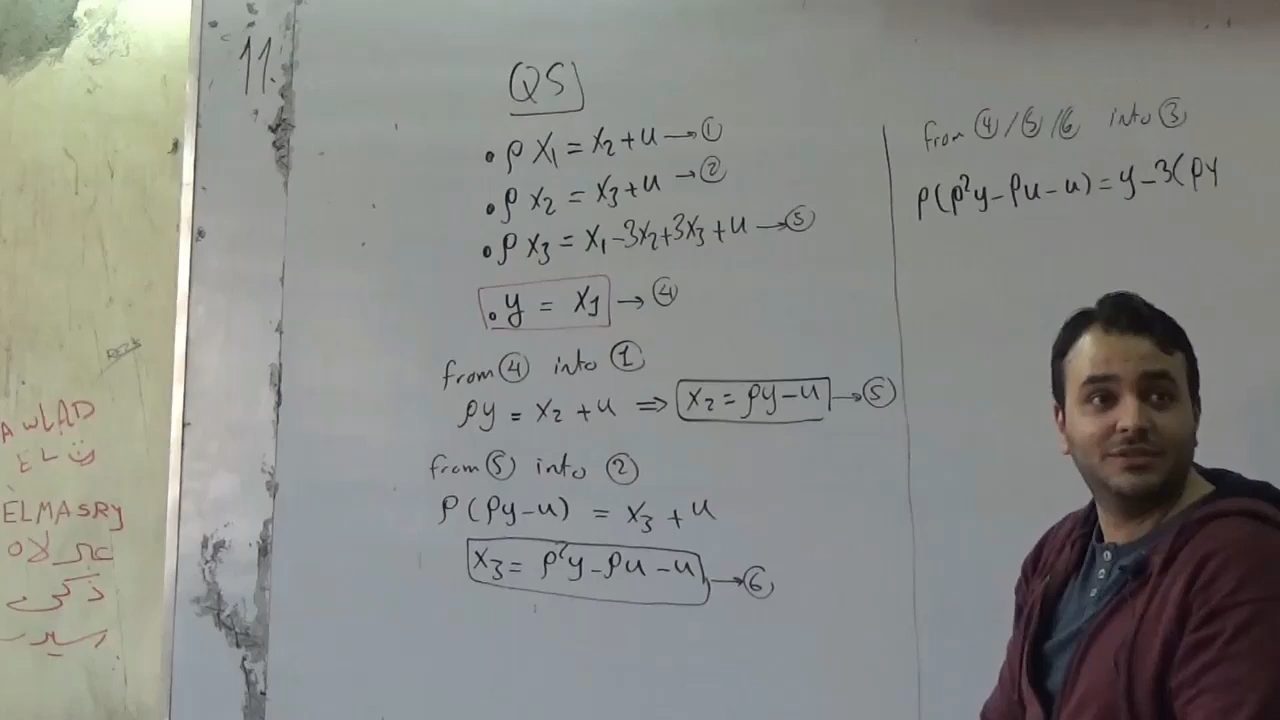 11.
Q5
• ρ x₁ = x₂ + u → ①
• ρ x₂ = x₃ + u → ②
• ρ x₃ = x₁ - 3x₂ + 3x₃ + u → ③
• y = x₁ → ④
from ④ into ①
ρy = x₂ + u ⇒ x₂ = ρy - u → ⑤
from ⑤ into ②
ρ(ρy - u) = x₃ + u
x₃ = ρ²y - ρu - u → ⑥
from ④/⑤/⑥ into ③
ρ(ρ²y - ρu - u) = y - 3(ρy
AWLAD
ELMASRY